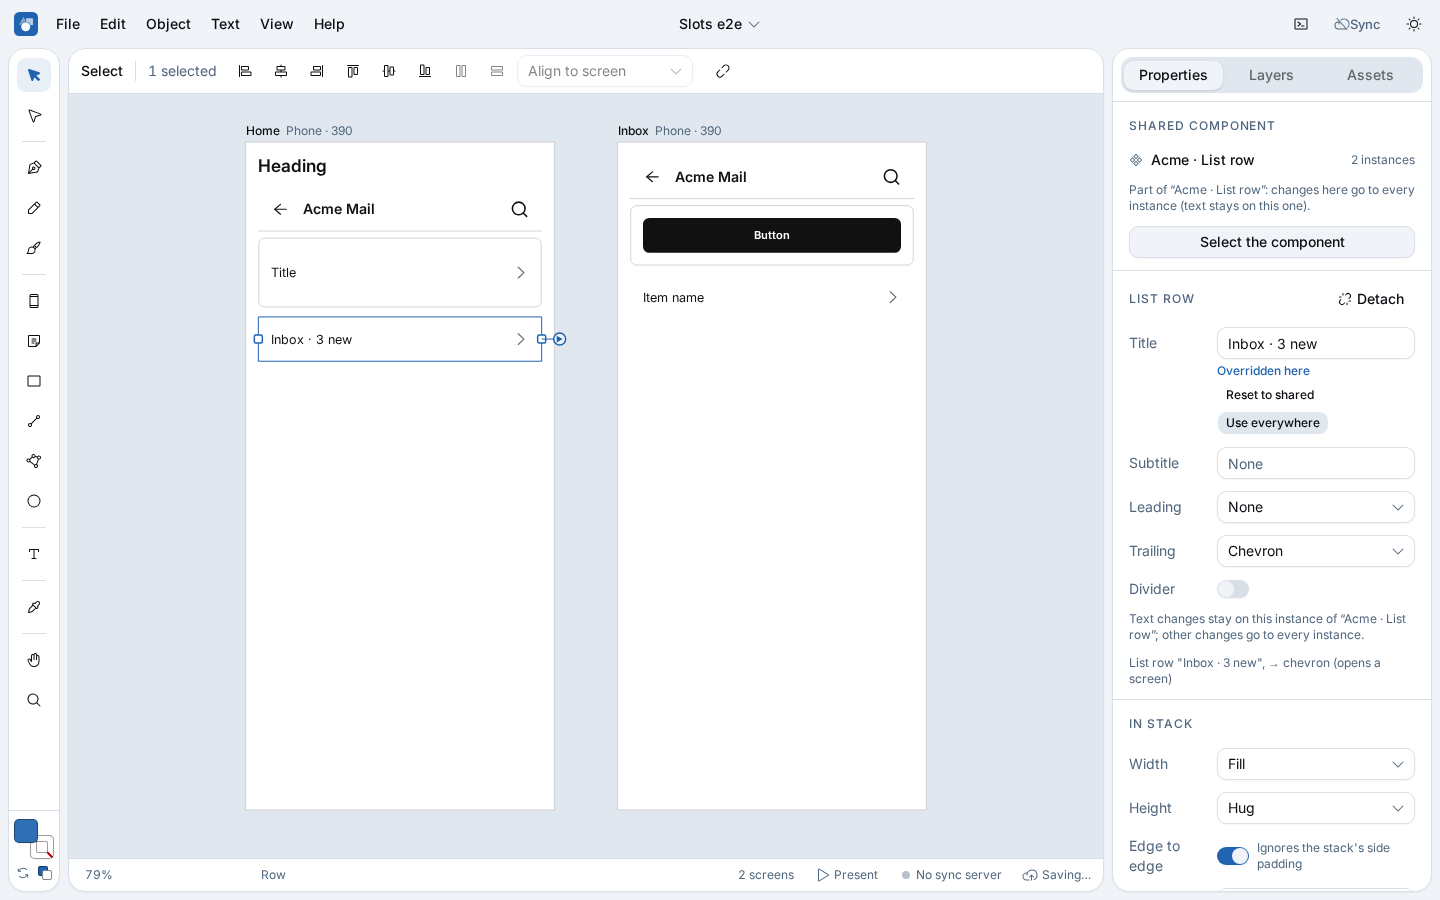 File Edit Object Text View Help
Slots e2e
Sync
Select
1 selected
Align to screen
Properties
Layers
Assets
Home Phone · 390
Heading
Acme Mail
Title
Inbox · 3 new
Inbox Phone · 390
Acme Mail
Button
Item name
SHARED COMPONENT
Acme · List row
2 instances
Part of “Acme · List row”: changes here go to every
instance (text stays on this one).
Select the component
LIST ROW
Detach
Title
Inbox · 3 new
Overridden here
Reset to shared
Use everywhere
Subtitle
None
Leading
None
Trailing
Chevron
Divider
Text changes stay on this instance of “Acme · List
row”; other changes go to every instance.
List row "Inbox · 3 new", → chevron (opens a
screen)
IN STACK
Width
Fill
Height
Hug
Edge to
edge
Ignores the stack's side
padding
79%
Row
2 screens
Present
No sync server
Saving...